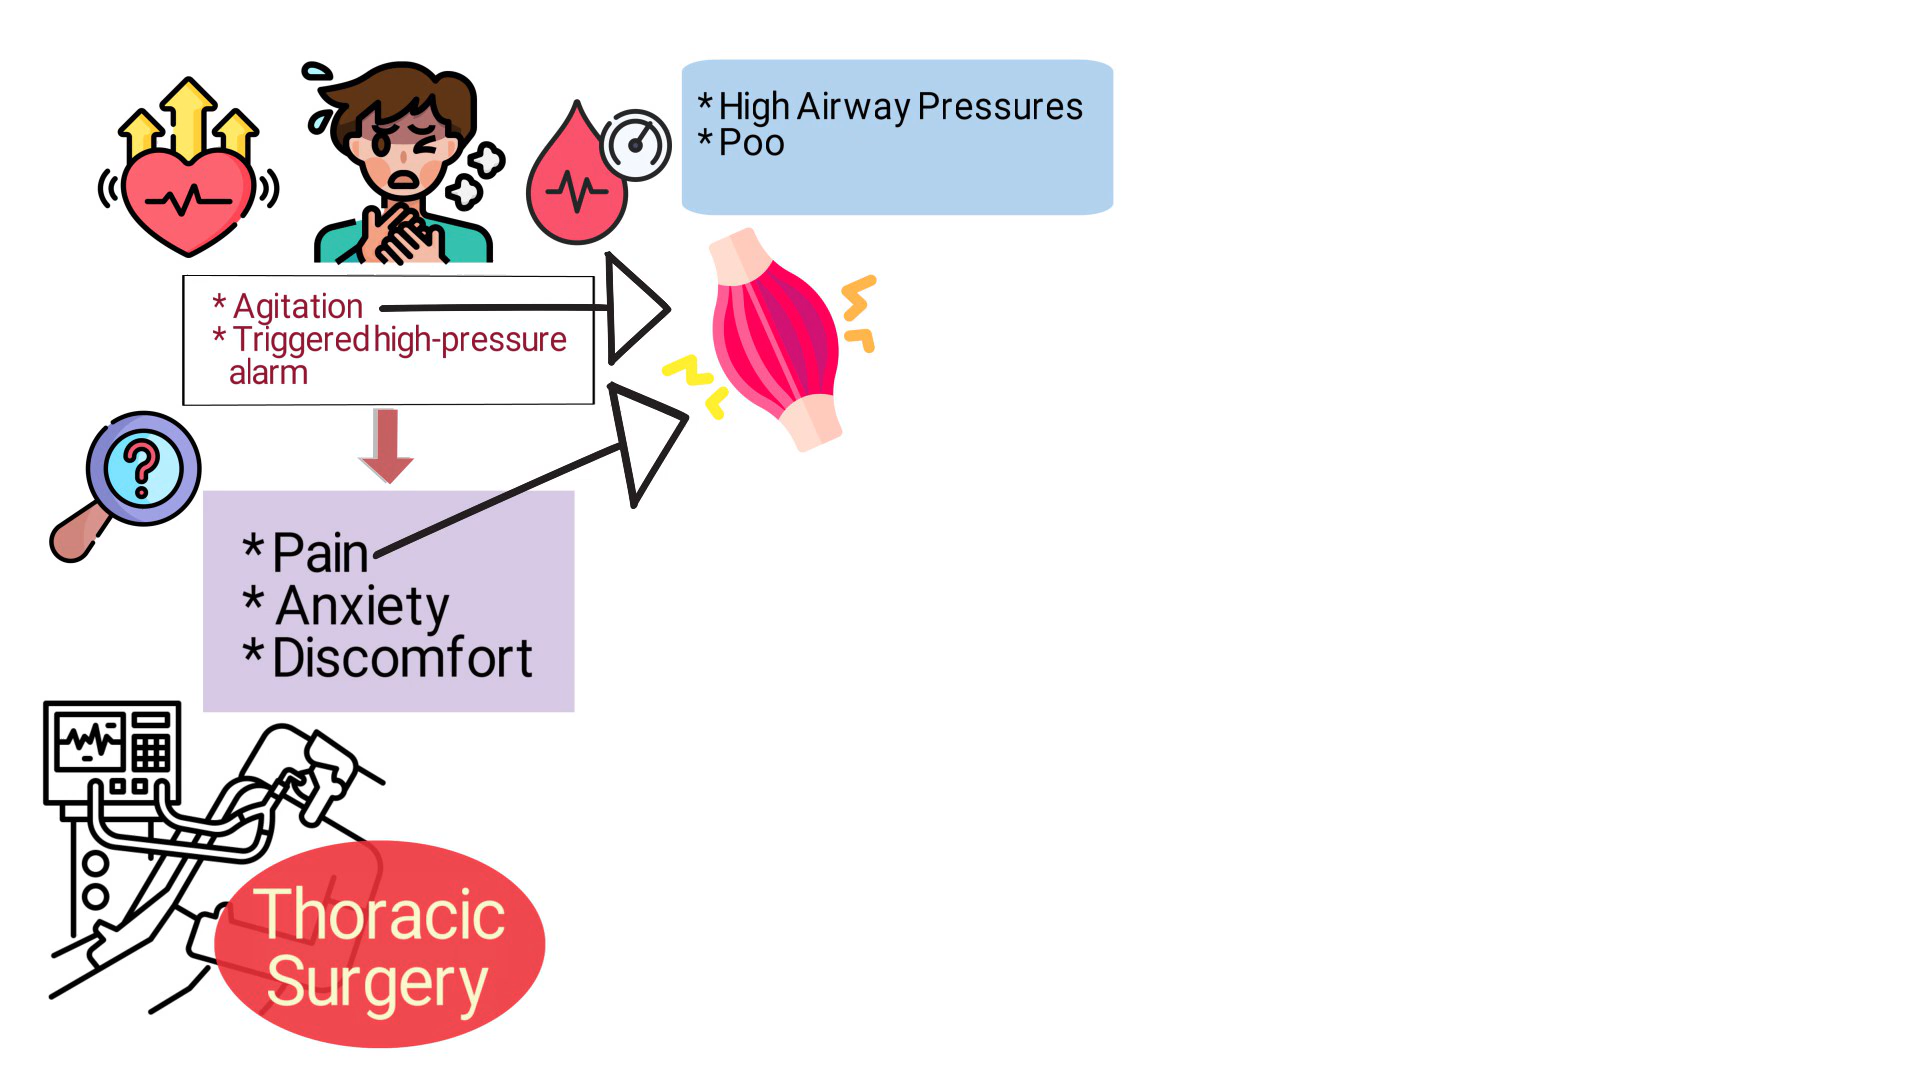 * High Airway Pressures
* Poo
* Agitation
* Triggered high-pressure
alarm
* Pain
* Anxiety
* Discomfort
Thoracic
Surgery